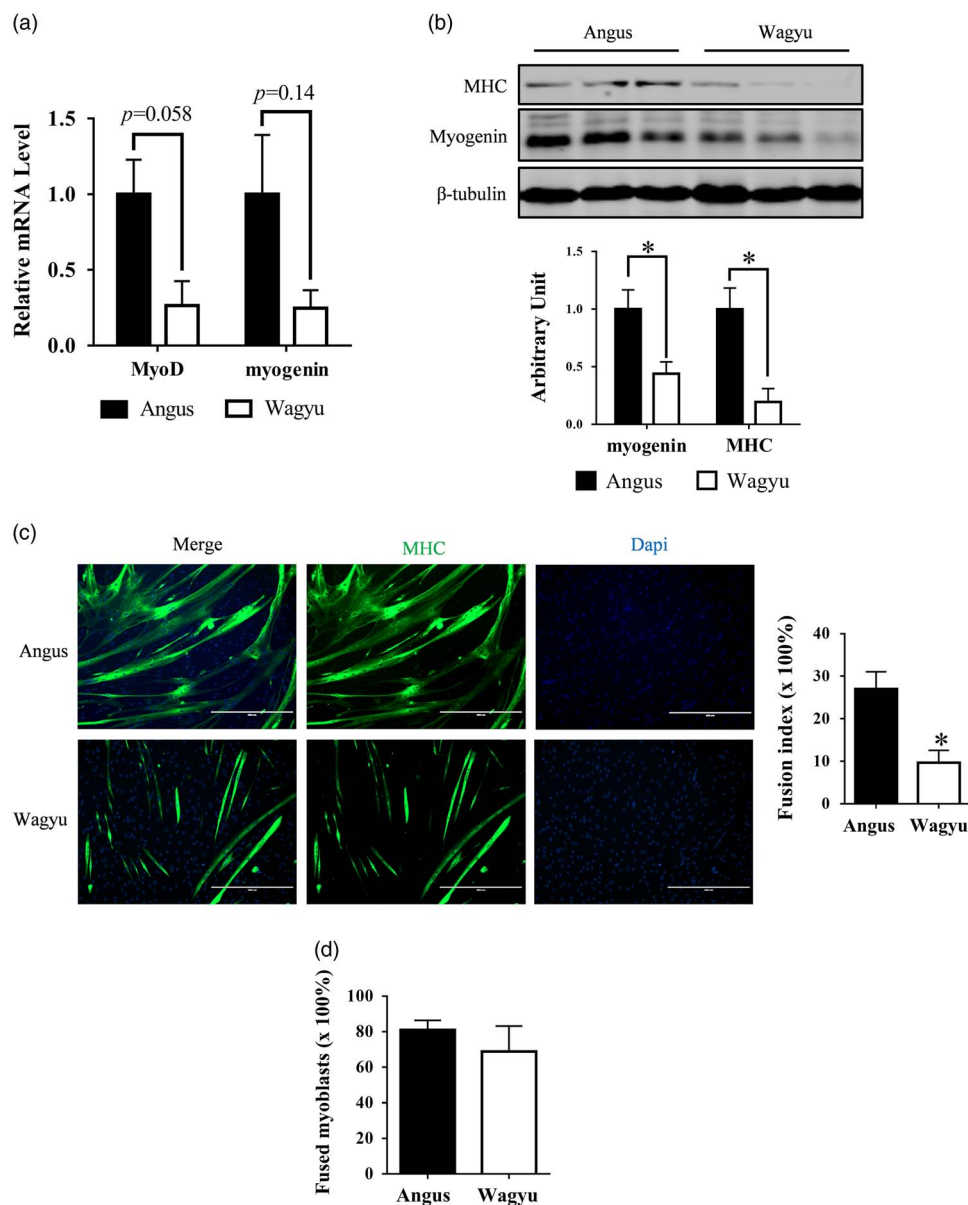 (a)
p=0.058
p=0.14
Relative mRNA Level
1.5
1.0
0.5
0.0
MyoD
myogenin
Angus
Wagyu
(b)
Angus
Wagyu
MHC
Myogenin
β-tubulin
Arbitrary Unit
1.5
1.0
0.5
0.0
*
*
myogenin
MHC
Angus
Wagyu
(c)
Merge
MHC
Dapi
Angus
Wagyu
Fusion index (x 100%)
40
30
20
10
0
*
Angus
Wagyu
(d)
Fused myoblasts (x 100%)
100
80
60
40
20
0
Angus
Wagyu